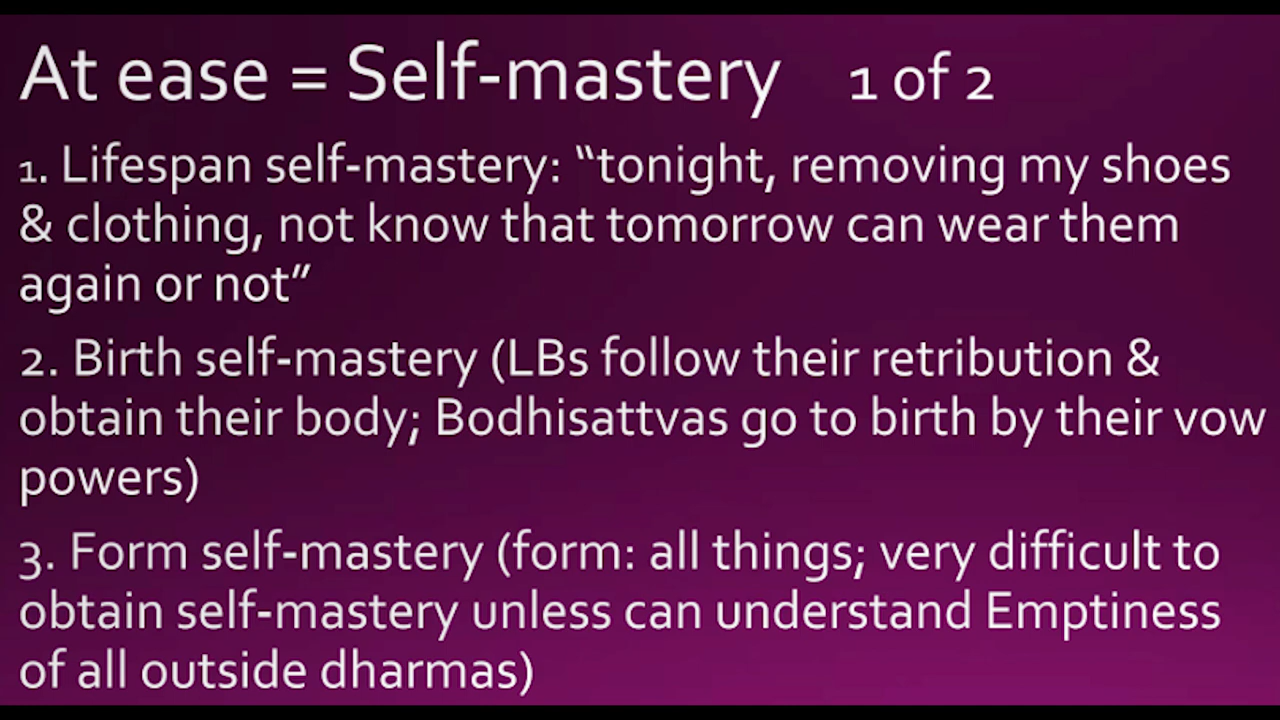 At ease = Self-mastery 1 of 2
1. Lifespan self-mastery: “tonight, removing my shoes
& clothing, not know that tomorrow can wear them
again or not”
2. Birth self-mastery (LBs follow their retribution &
obtain their body; Bodhisattvas go to birth by their vow
powers)
3. Form self-mastery (form: all things; very difficult to
obtain self-mastery unless can understand Emptiness
of all outside dharmas)